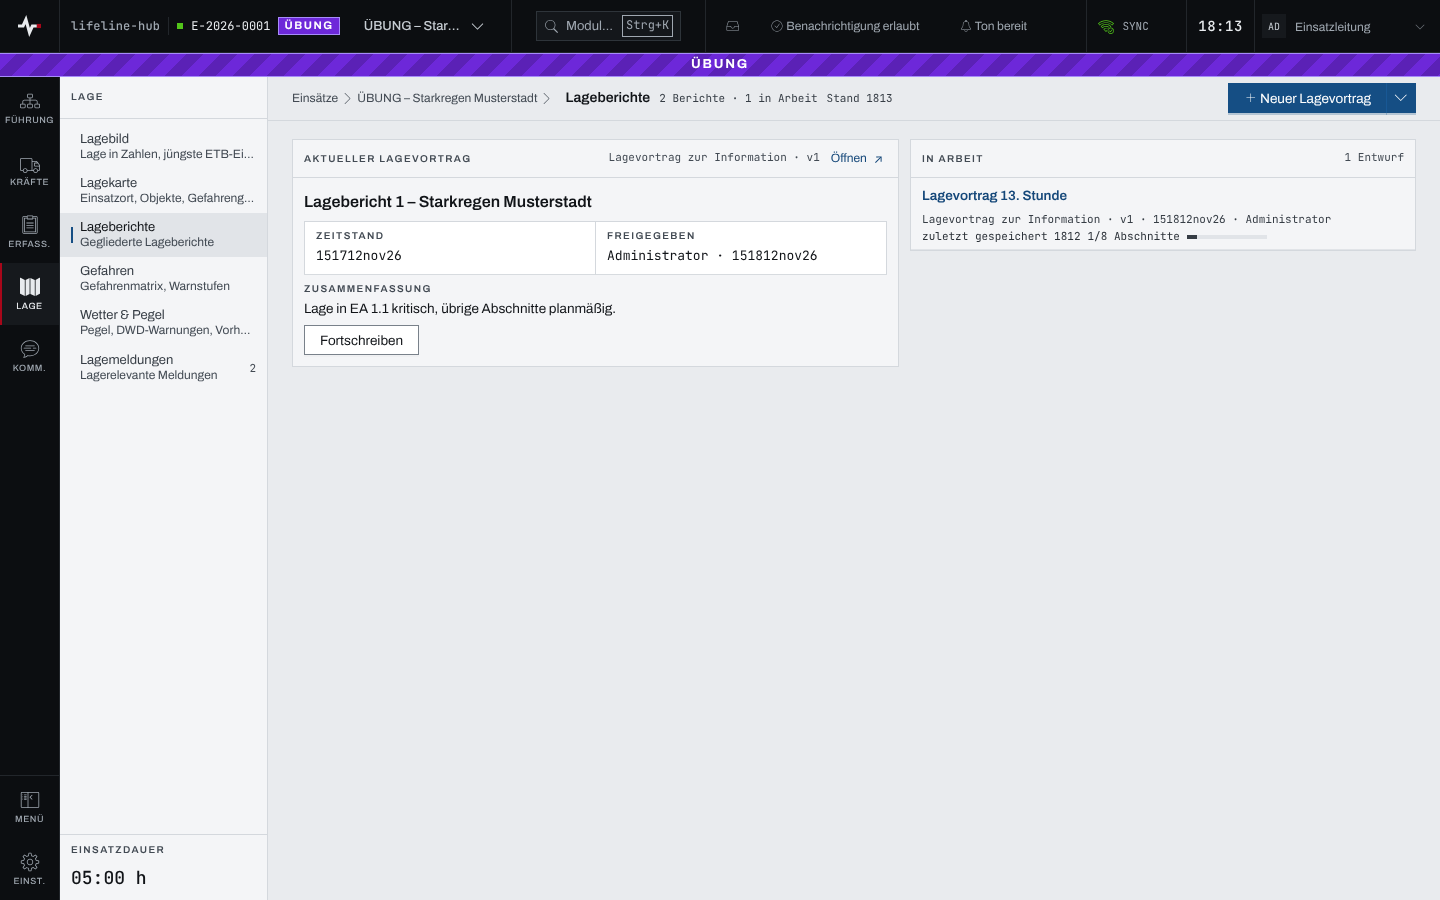 lifeline-hub E-2026-0001 ÜBUNG ÜBUNG – Star... Modul... Strg+K Benachrichtigung erlaubt Ton bereit SYNC 18:13 AD Einsatzleitung
ÜBUNG
FÜHRUNG
KRÄFTE
ERFASS.
LAGE
KOMM.
MENÜ
EINST.
LAGE
Lagebild
Lage in Zahlen, jüngste ETB-Ei...
Lagekarte
Einsatzort, Objekte, Gefahreng...
Lageberichte
Gegliederte Lageberichte
Gefahren
Gefahrenmatrix, Warnstufen
Wetter & Pegel
Pegel, DWD-Warnungen, Vorh...
Lagemeldungen
Lagerelevante Meldungen 2
EINSATZDAUER
05:00 h
Einsätze ÜBUNG – Starkregen Musterstadt Lageberichte 2 Berichte · 1 in Arbeit Stand 1813 + Neuer Lagevortrag
AKTUELLER LAGEVORTRAG Lagevortrag zur Information · v1 Öffnen
Lagebericht 1 – Starkregen Musterstadt
ZEITSTAND FREIGEGEBEN
151712nov26 Administrator · 151812nov26
ZUSAMMENFASSUNG
Lage in EA 1.1 kritisch, übrige Abschnitte planmäßig.
Fortschreiben
IN ARBEIT 1 Entwurf
Lagevortrag 13. Stunde
Lagevortrag zur Information · v1 · 151812nov26 · Administrator
zuletzt gespeichert 1812 1/8 Abschnitte